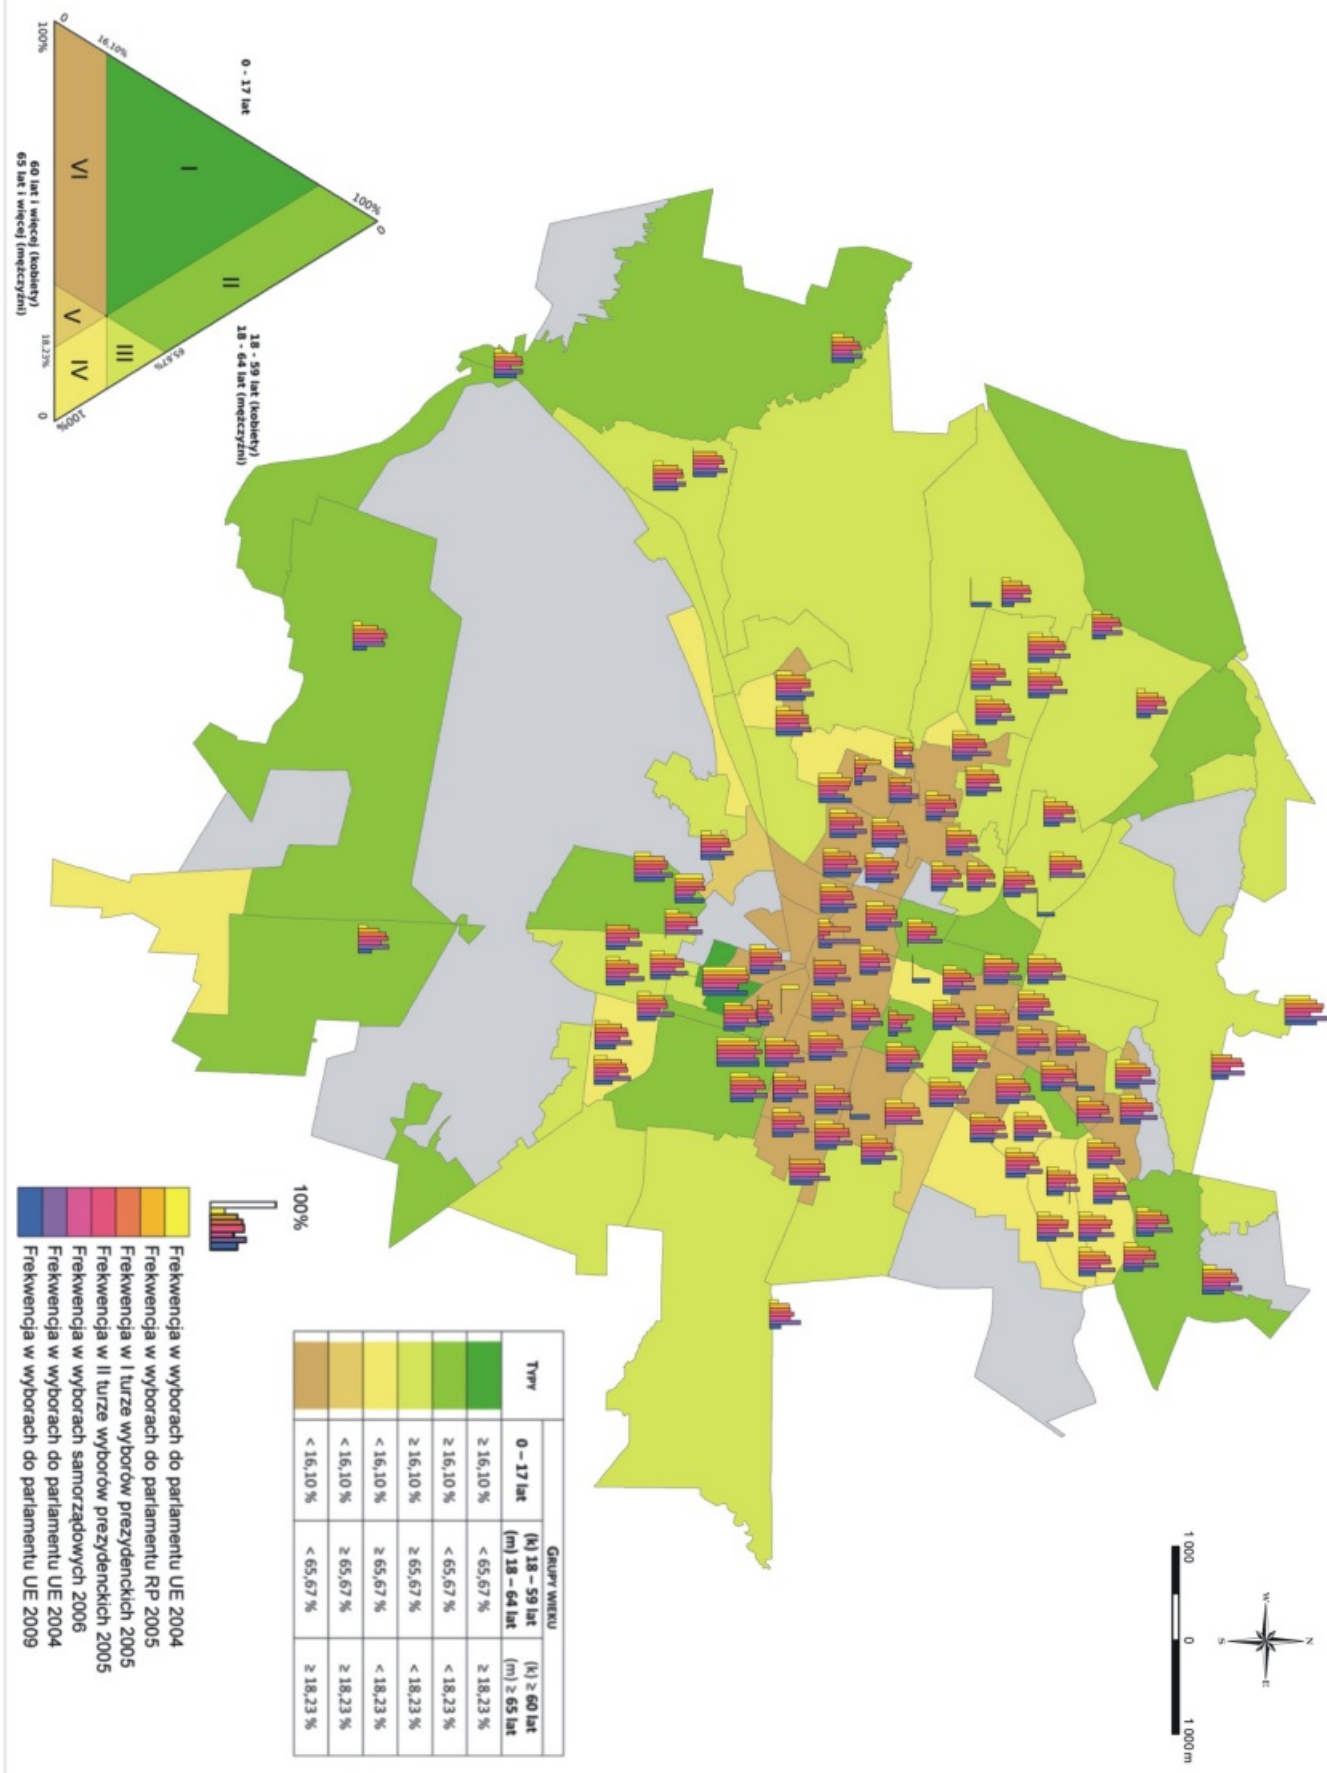 0 - 17 lat
0
100%
16,10%
100%
0
18 - 59 lat (kobiety)
18 - 64 lat (mężczyźni)
65,67%
100%
0
18,23%
60 lat i więcej (kobiety)
65 lat i więcej (mężczyźni)
I
II
III
IV
V
VI
W
N
S
E
1 000
0
1 000 m
TYPY
GRUPY WIEKU
0 – 17 lat
(k) 18 – 59 lat
(m) 18 – 64 lat
(k) ≥ 60 lat
(m) ≥ 65 lat
≥ 16,10 % < 65,67 % ≥ 18,23 %
≥ 16,10 % < 65,67 % < 18,23 %
≥ 16,10 % ≥ 65,67 % < 18,23 %
< 16,10 % ≥ 65,67 % < 18,23 %
< 16,10 % ≥ 65,67 % ≥ 18,23 %
< 16,10 % < 65,67 % ≥ 18,23 %
100%
Frekwencja w wyborach do parlamentu UE 2004
Frekwencja w wyborach do parlamentu RP 2005
Frekwencja w I turze wyborów prezydenckich 2005
Frekwencja w II turze wyborów prezydenckich 2005
Frekwencja w wyborach samorządowych 2006
Frekwencja w wyborach do parlamentu UE 2004
Frekwencja w wyborach do parlamentu UE 2009